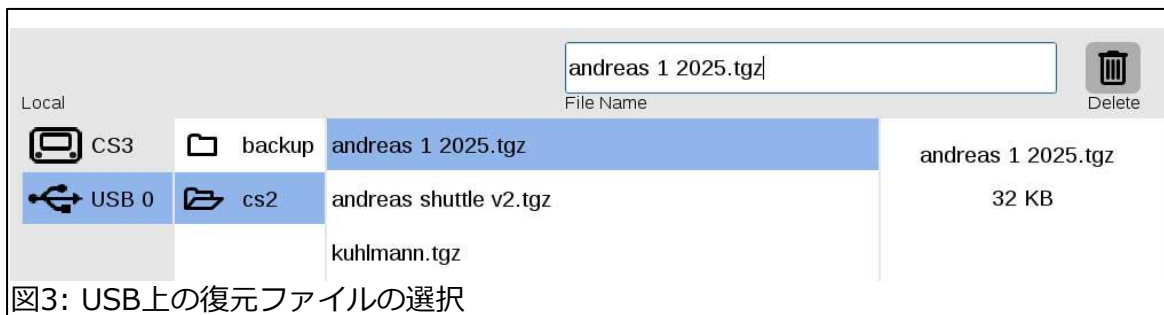 andreas 1 2025.tgz
Local
File Name
Delete
CS3
backup
andreas 1 2025.tgz
andreas 1 2025.tgz
USB 0
cs2
andreas shuttle v2.tgz
32 KB
kuhlmann.tgz
図3: USB上の復元ファイルの選択